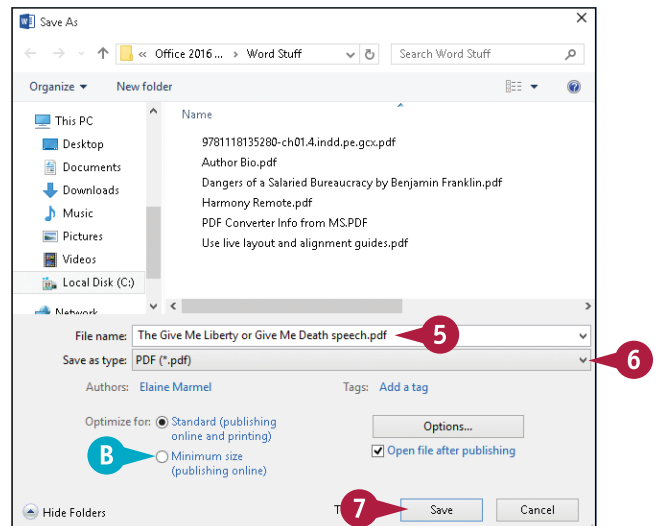 Save As
« Office 2016 ... > Word Stuff
Search Word Stuff
Organize
New folder
This PC
Desktop
Documents
Downloads
Music
Pictures
Videos
Local Disk (C:)
Network
Name
9781118135280-ch01.4.indd.pe.gcx.pdf
Author Bio.pdf
Dangers of a Salaried Bureaucracy by Benjamin Franklin.pdf
Harmony Remote.pdf
PDF Converter Info from MS.PDF
Use live layout and alignment guides.pdf
File name: The Give Me Liberty or Give Me Death speech.pdf
5
Save as type: PDF (*.pdf)
6
Authors: Elaine Marmel
Tags: Add a tag
Optimize for: Standard (publishing
online and printing)
B
Minimum size
(publishing online)
Options...
Open file after publishing
Hide Folders
7
Save
Cancel